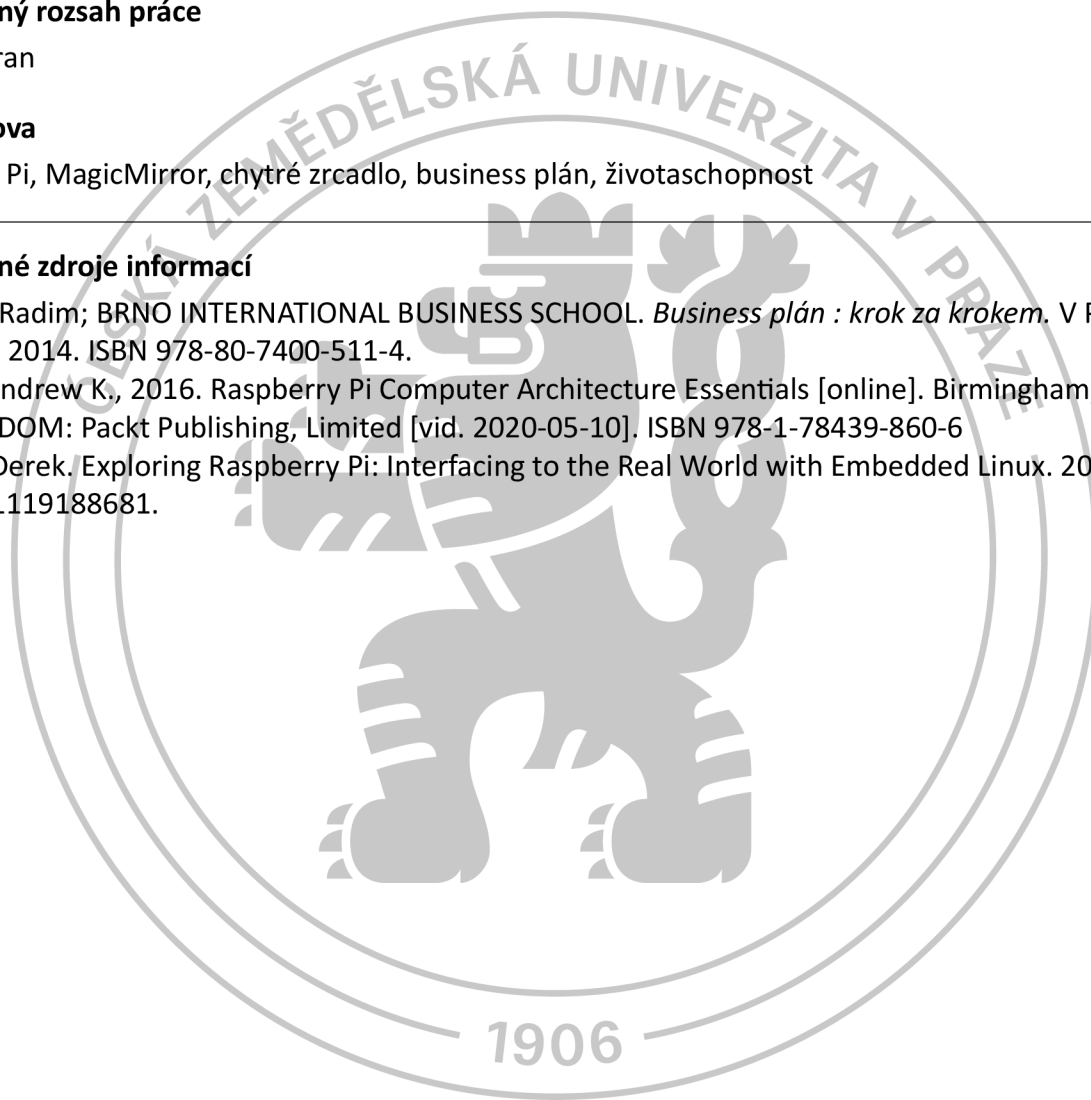 ný rozsah práce
ran
ova
Pi, MagicMirror, chytré zrcadlo, business plán, životaschopnost
né zdroje informací
Radim; BRNO INTERNATIONAL BUSINESS SCHOOL. Business plán : krok za krokem. V P
2014. ISBN 978-80-7400-511-4.
ndrew K., 2016. Raspberry Pi Computer Architecture Essentials [online]. Birmingham
DOM: Packt Publishing, Limited [vid. 2020-05-10]. ISBN 978-1-78439-860-6
Derek. Exploring Raspberry Pi: Interfacing to the Real World with Embedded Linux. 20
1119188681.
ČESKÁ ZEMĚDĚLSKÁ UNIVERZITA V PRAZE
1906